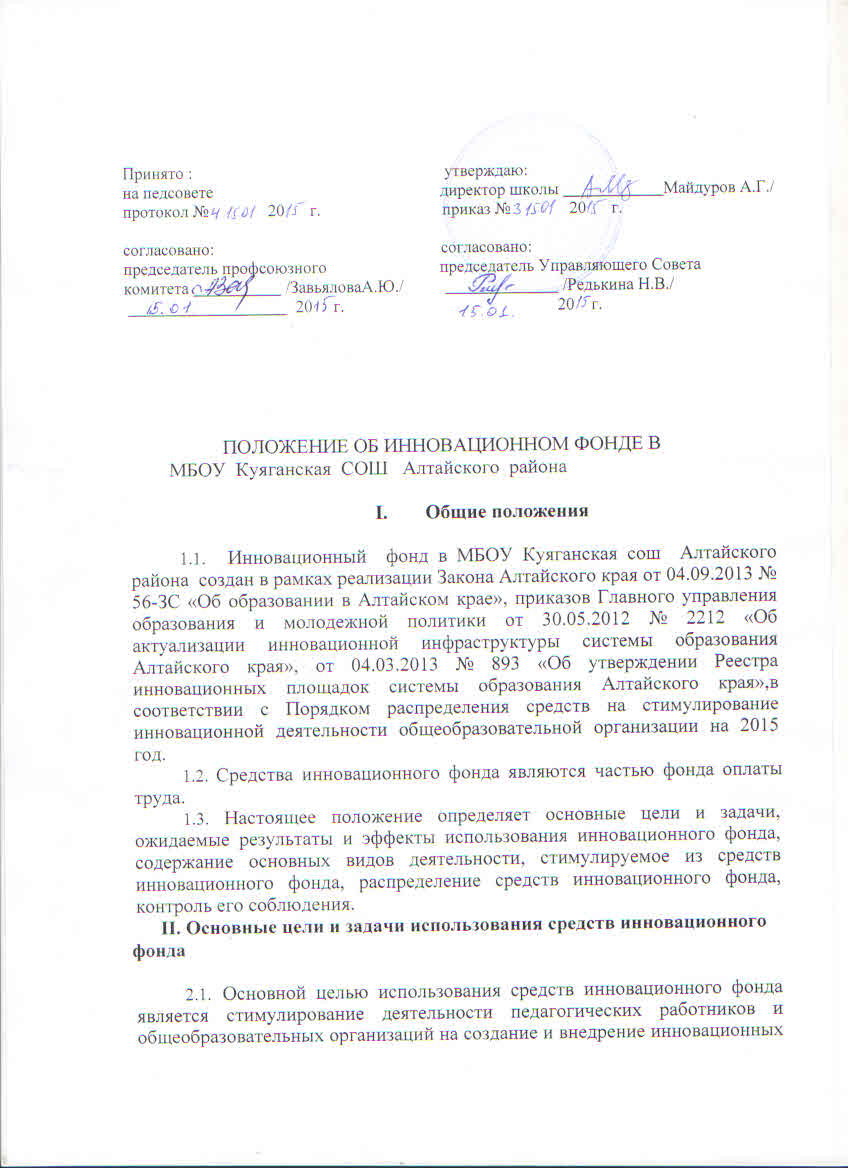 Принято :
на педсовете
протокол №4 1501 2015 г.
утверждаю:
директор школы ____________Майдуров А.Г./
приказ №3 1501 2015 г.
согласовано:
председатель профсоюзного
комитета ___________ /ЗавьяловаА.Ю./
15.01 2015 г.
согласовано:
председатель Управляющего Совета
_____________ /Редькина Н.В./
15.01. 2015 г.
ПОЛОЖЕНИЕ ОБ ИННОВАЦИОННОМ ФОНДЕ В
МБОУ Куяганская СОШ Алтайского района
I. Общие положения
1.1. Инновационный фонд в МБОУ Куяганская сош Алтайского
района создан в рамках реализации Закона Алтайского края от 04.09.2013 №
56-ЗС «Об образовании в Алтайском крае», приказов Главного управления
образования и молодежной политики от 30.05.2012 № 2212 «Об
актуализации инновационной инфраструктуры системы образования
Алтайского края», от 04.03.2013 № 893 «Об утверждении Реестра
инновационных площадок системы образования Алтайского края»,в
соответствии с Порядком распределения средств на стимулирование
инновационной деятельности общеобразовательной организации на 2015
год.
1.2. Средства инновационного фонда являются частью фонда оплаты
труда.
1.3. Настоящее положение определяет основные цели и задачи,
ожидаемые результаты и эффекты использования инновационного фонда,
содержание основных видов деятельности, стимулируемое из средств
инновационного фонда, распределение средств инновационного фонда,
контроль его соблюдения.
II. Основные цели и задачи использования средств инновационного
фонда
2.1. Основной целью использования средств инновационного фонда
является стимулирование деятельности педагогических работников и
общеобразовательных организаций на создание и внедрение инновационных